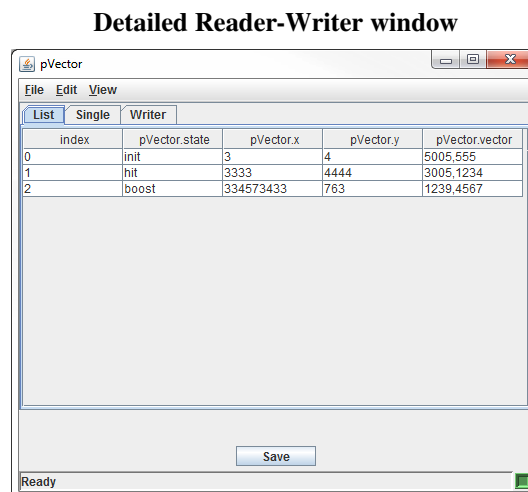 Detailed Reader-Writer window
pVector
File Edit View
List Single Writer
index pVector.state pVector.x pVector.y pVector.vector
0 init 3 4 5005,555
1 hit 3333 4444 3005,1234
2 boost 334573433 763 1239,4567
Save
Ready